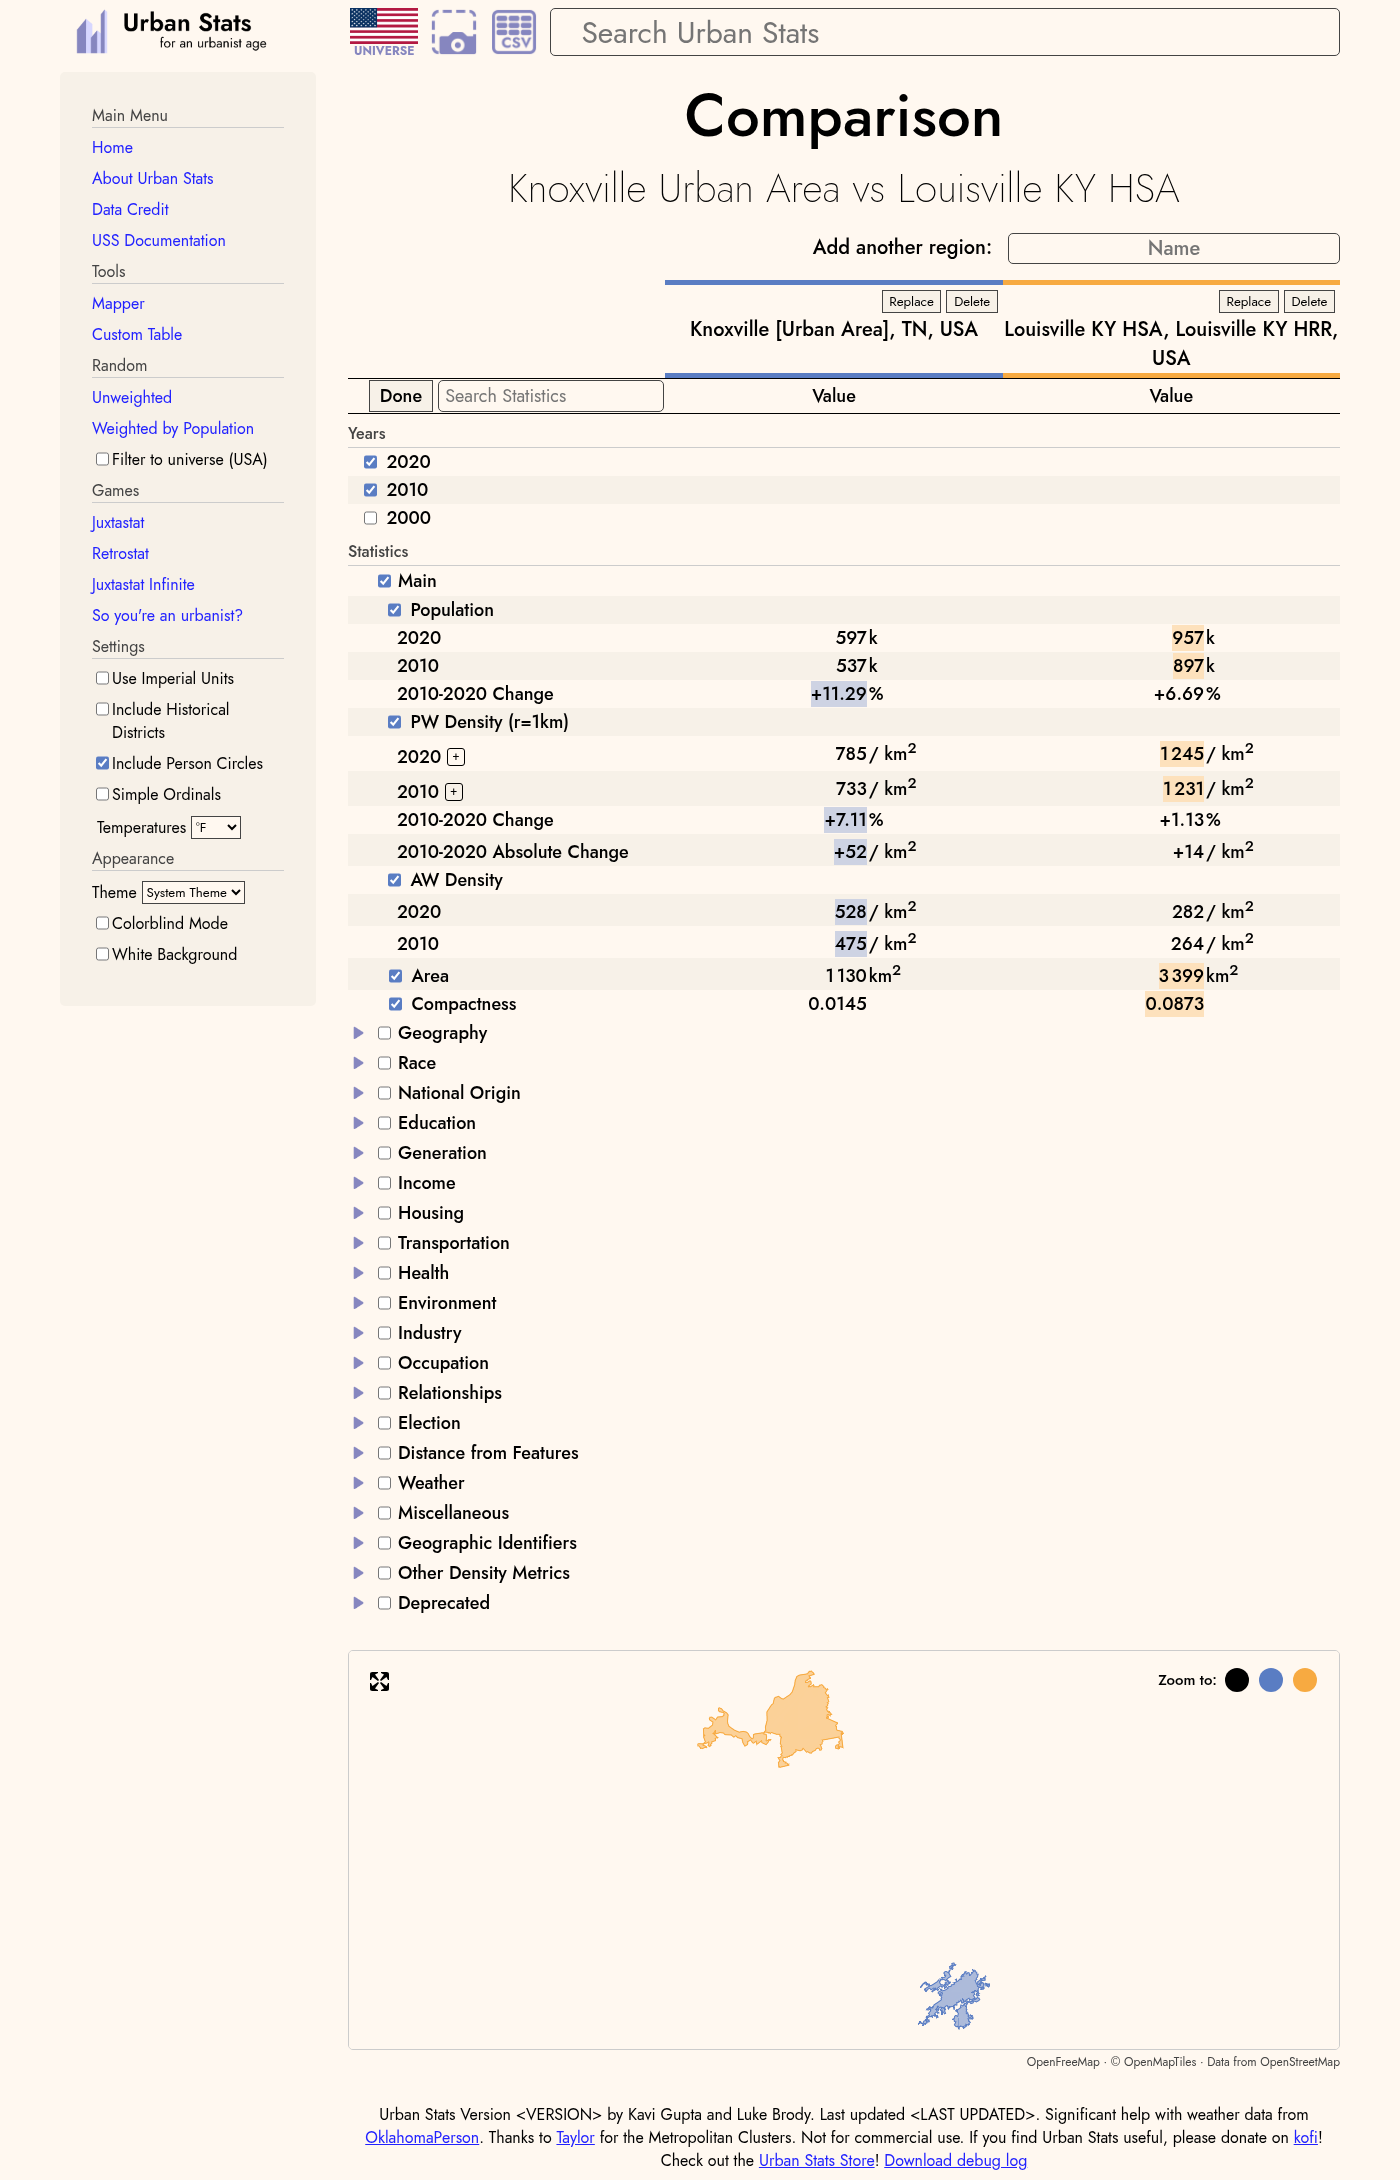 Urban Stats
for an urbanist age
UNIVERSE
CSV
Search Urban Stats
Main Menu
Home
About Urban Stats
Data Credit
USS Documentation
Tools
Mapper
Custom Table
Random
Unweighted
Weighted by Population
Filter to universe (USA)
Games
Juxtastat
Retrostat
Juxtastat Infinite
So you're an urbanist?
Settings
Use Imperial Units
Include Historical
Districts
Include Person Circles
Simple Ordinals
Temperatures °F
Appearance
Theme System Theme
Colorblind Mode
White Background
Comparison
Knoxville Urban Area vs Louisville KY HSA
Add another region: Name
Replace Delete Replace Delete
Knoxville [Urban Area], TN, USA Louisville KY HSA, Louisville KY HRR,
USA
Done Search Statistics Value Value
Years
2020
2010
2000
Statistics
Main
Population
2020 597k 957k
2010 537k 897k
2010-2020 Change +11.29% +6.69%
PW Density (r=1km)
2020 + 785/ km² 1 245/ km²
2010 + 733/ km² 1 231/ km²
2010-2020 Change +7.11% +1.13%
2010-2020 Absolute Change +52/ km² +14/ km²
AW Density
2020 528/ km² 282/ km²
2010 475/ km² 264/ km²
Area 1 130km² 3 399km²
Compactness 0.0145 0.0873
Geography
Race
National Origin
Education
Generation
Income
Housing
Transportation
Health
Environment
Industry
Occupation
Relationships
Election
Distance from Features
Weather
Miscellaneous
Geographic Identifiers
Other Density Metrics
Deprecated
Zoom to:
OpenFreeMap · © OpenMapTiles · Data from OpenStreetMap
Urban Stats Version <VERSION> by Kavi Gupta and Luke Brody. Last updated <LAST UPDATED>. Significant help with weather data from
OklahomaPerson. Thanks to Taylor for the Metropolitan Clusters. Not for commercial use. If you find Urban Stats useful, please donate on kofi!
Check out the Urban Stats Store! Download debug log